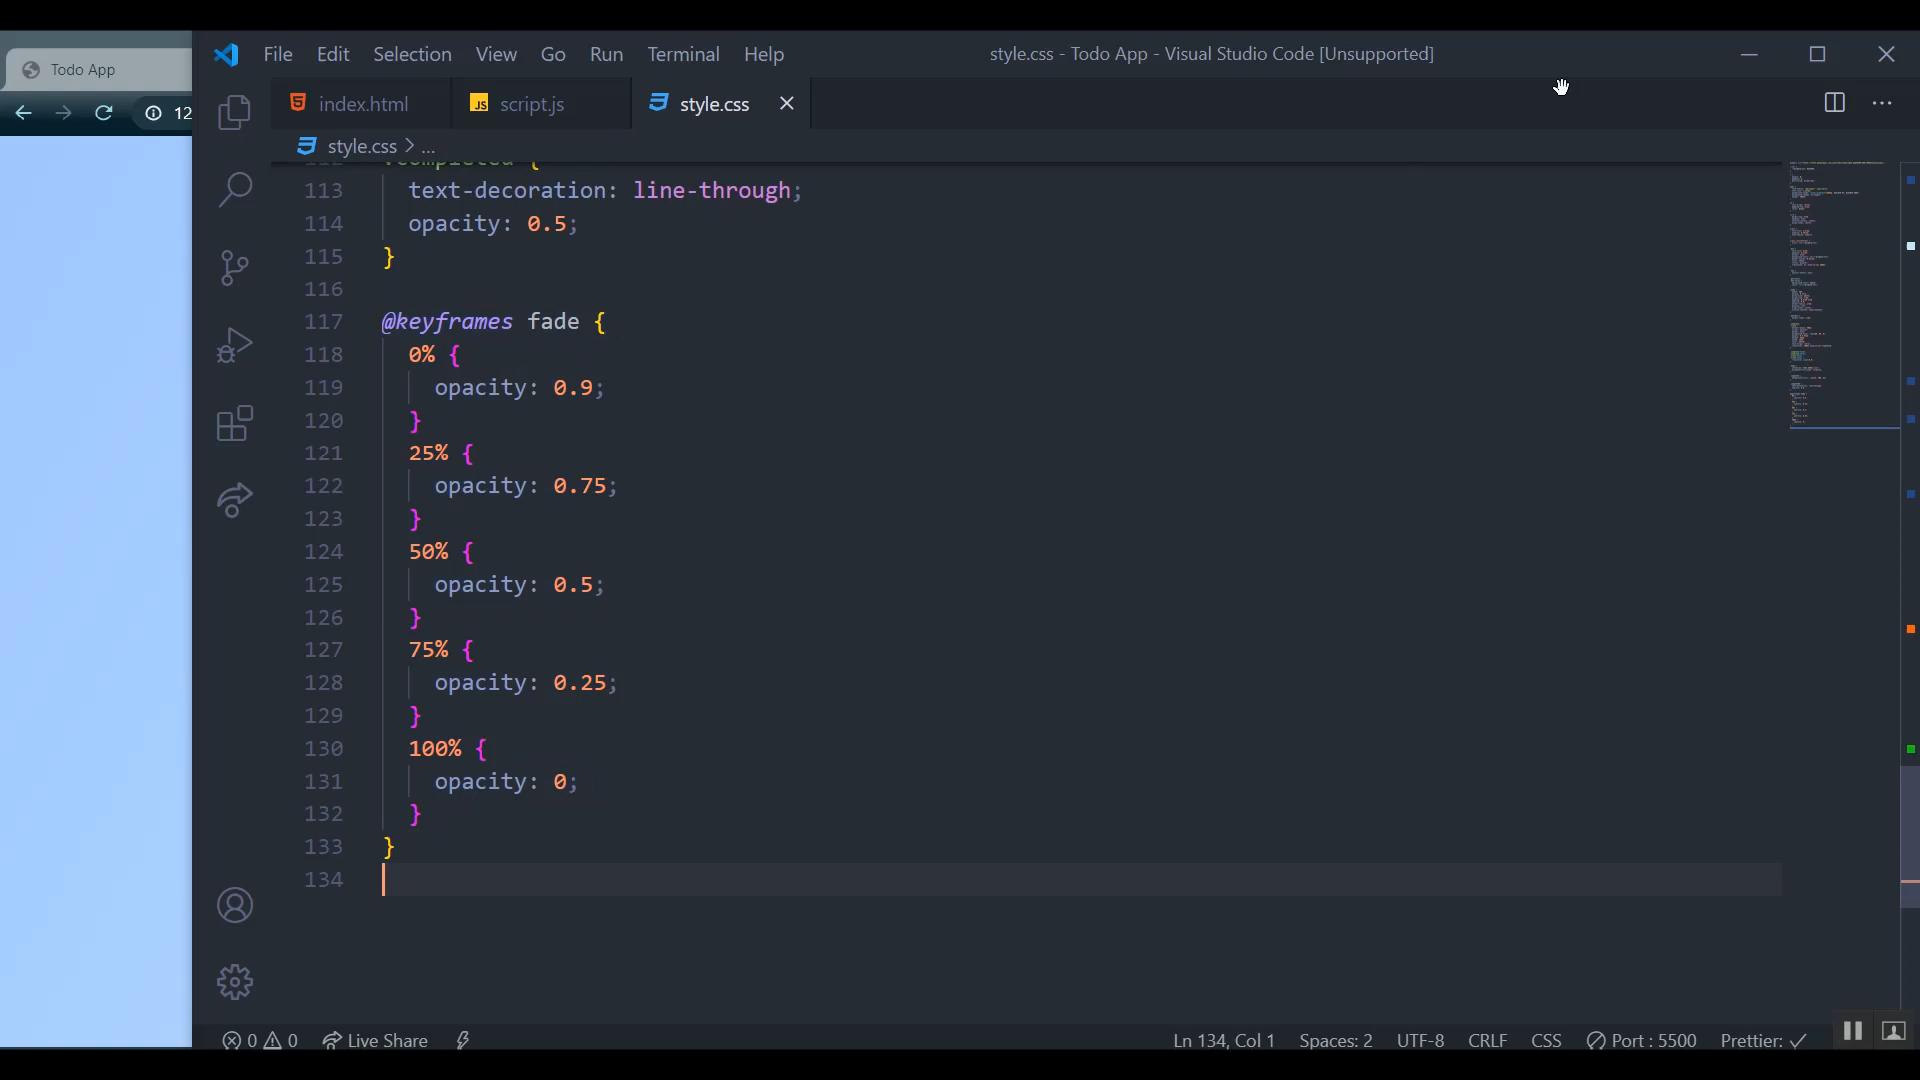 Todo App
12
File Edit Selection View Go Run Terminal Help
style.css - Todo App - Visual Studio Code [Unsupported]
index.html
JS script.js
style.css
style.css > ...
.completed {
113 text-decoration: line-through;
114 opacity: 0.5;
115 }
116
117 @keyframes fade {
118 0% {
119 opacity: 0.9;
120 }
121 25% {
122 opacity: 0.75;
123 }
124 50% {
125 opacity: 0.5;
126 }
127 75% {
128 opacity: 0.25;
129 }
130 100% {
131 opacity: 0;
132 }
133 }
134
0 0 Live Share
Ln 134, Col 1 Spaces: 2 UTF-8 CRLF CSS Port : 5500 Prettier: